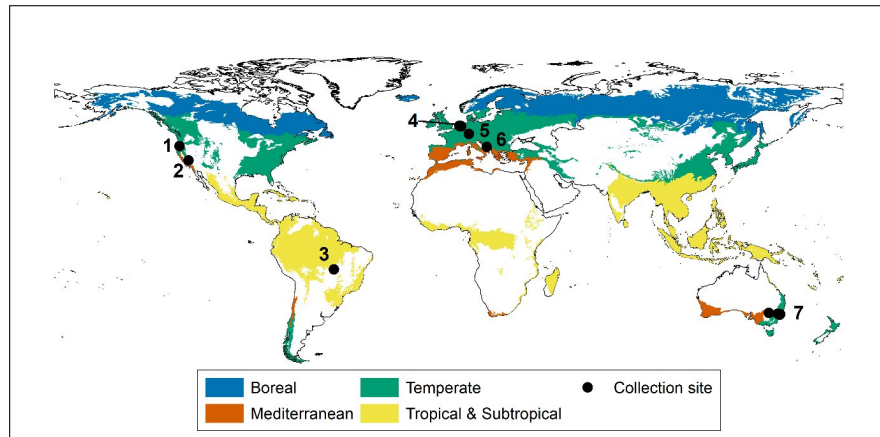 4
5
1
6
2
3
7
Boreal
Temperate
Collection site
Mediterranean
Tropical & Subtropical